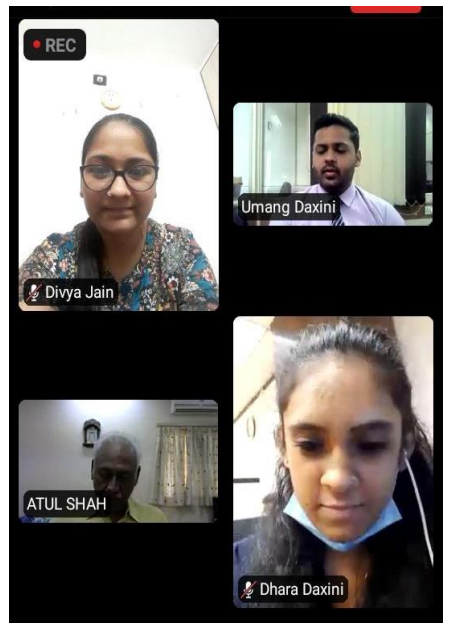 REC
Umang Daxini
Divya Jain
ATUL SHAH
Dhara Daxini